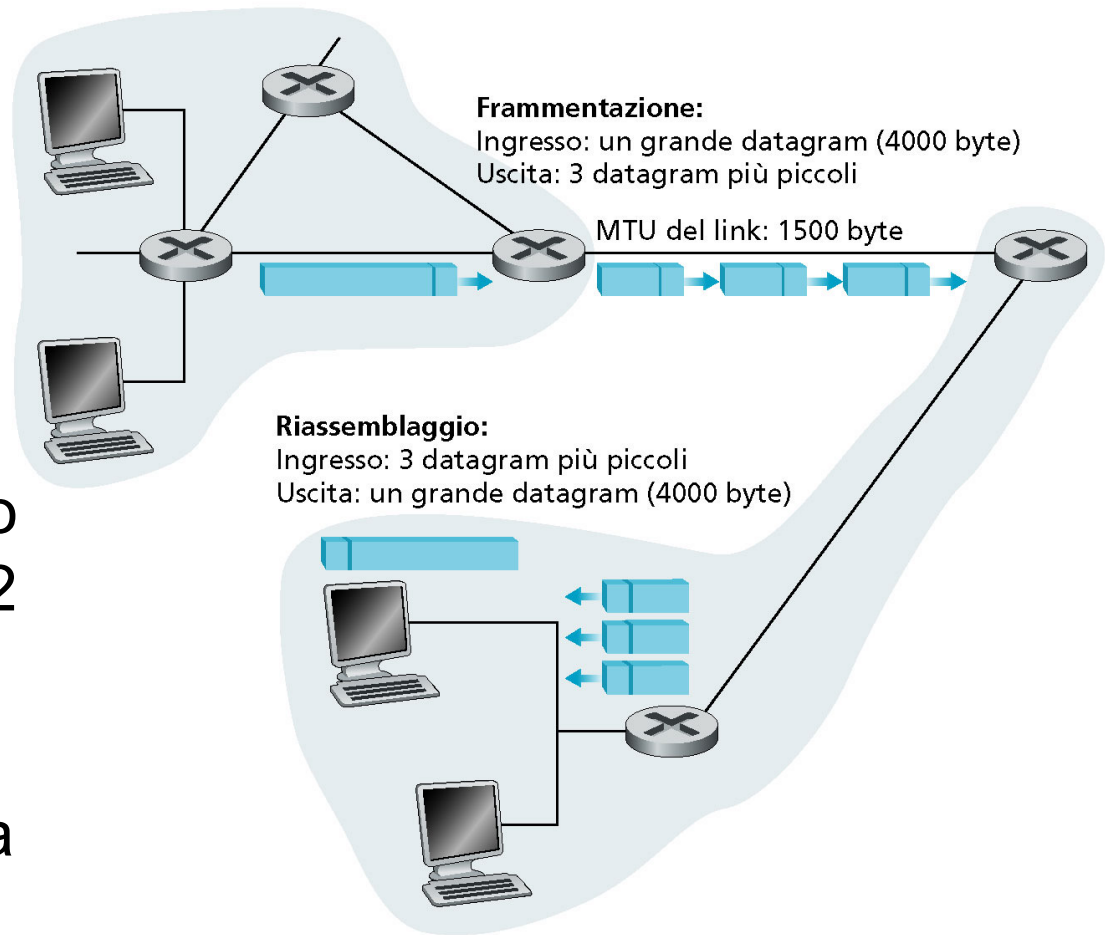 Frammentazione:
Ingresso: un grande datagram (4000 byte)
Uscita: 3 datagram più piccoli
MTU del link: 1500 byte
Riassemblaggio:
Ingresso: 3 datagram più piccoli
Uscita: un grande datagram (4000 byte)
o
2
a